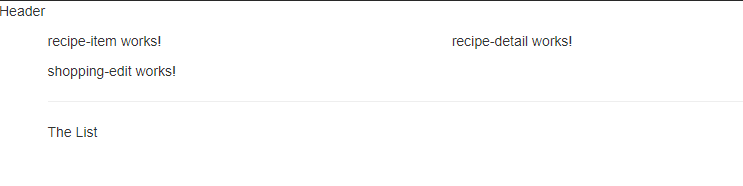 Header
recipe-item works!
recipe-detail works!
shopping-edit works!
The List